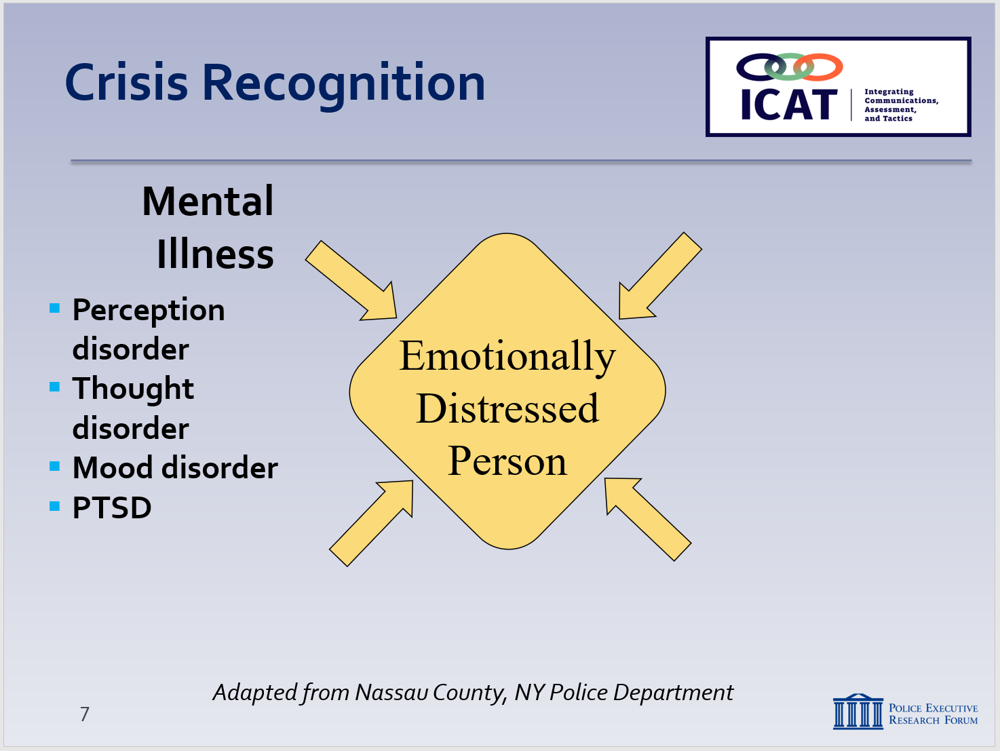 Crisis Recognition
ICAT
Integrating
Communications,
Assessment,
and Tactics
Mental
Illness
Perception
disorder
Thought
disorder
Mood disorder
PTSD
Emotionally
Distressed
Person
Adapted from Nassau County, NY Police Department
7
POLICE EXECUTIVE
RESEARCH FORUM